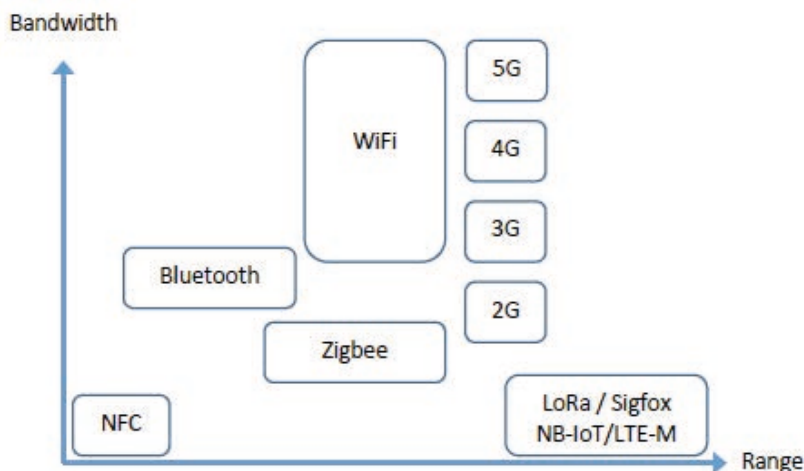 Bandwidth
5G
WiFi
4G
3G
Bluetooth
2G
Zigbee
NFC
LoRa / Sigfox
NB-IoT/LTE-M
Range